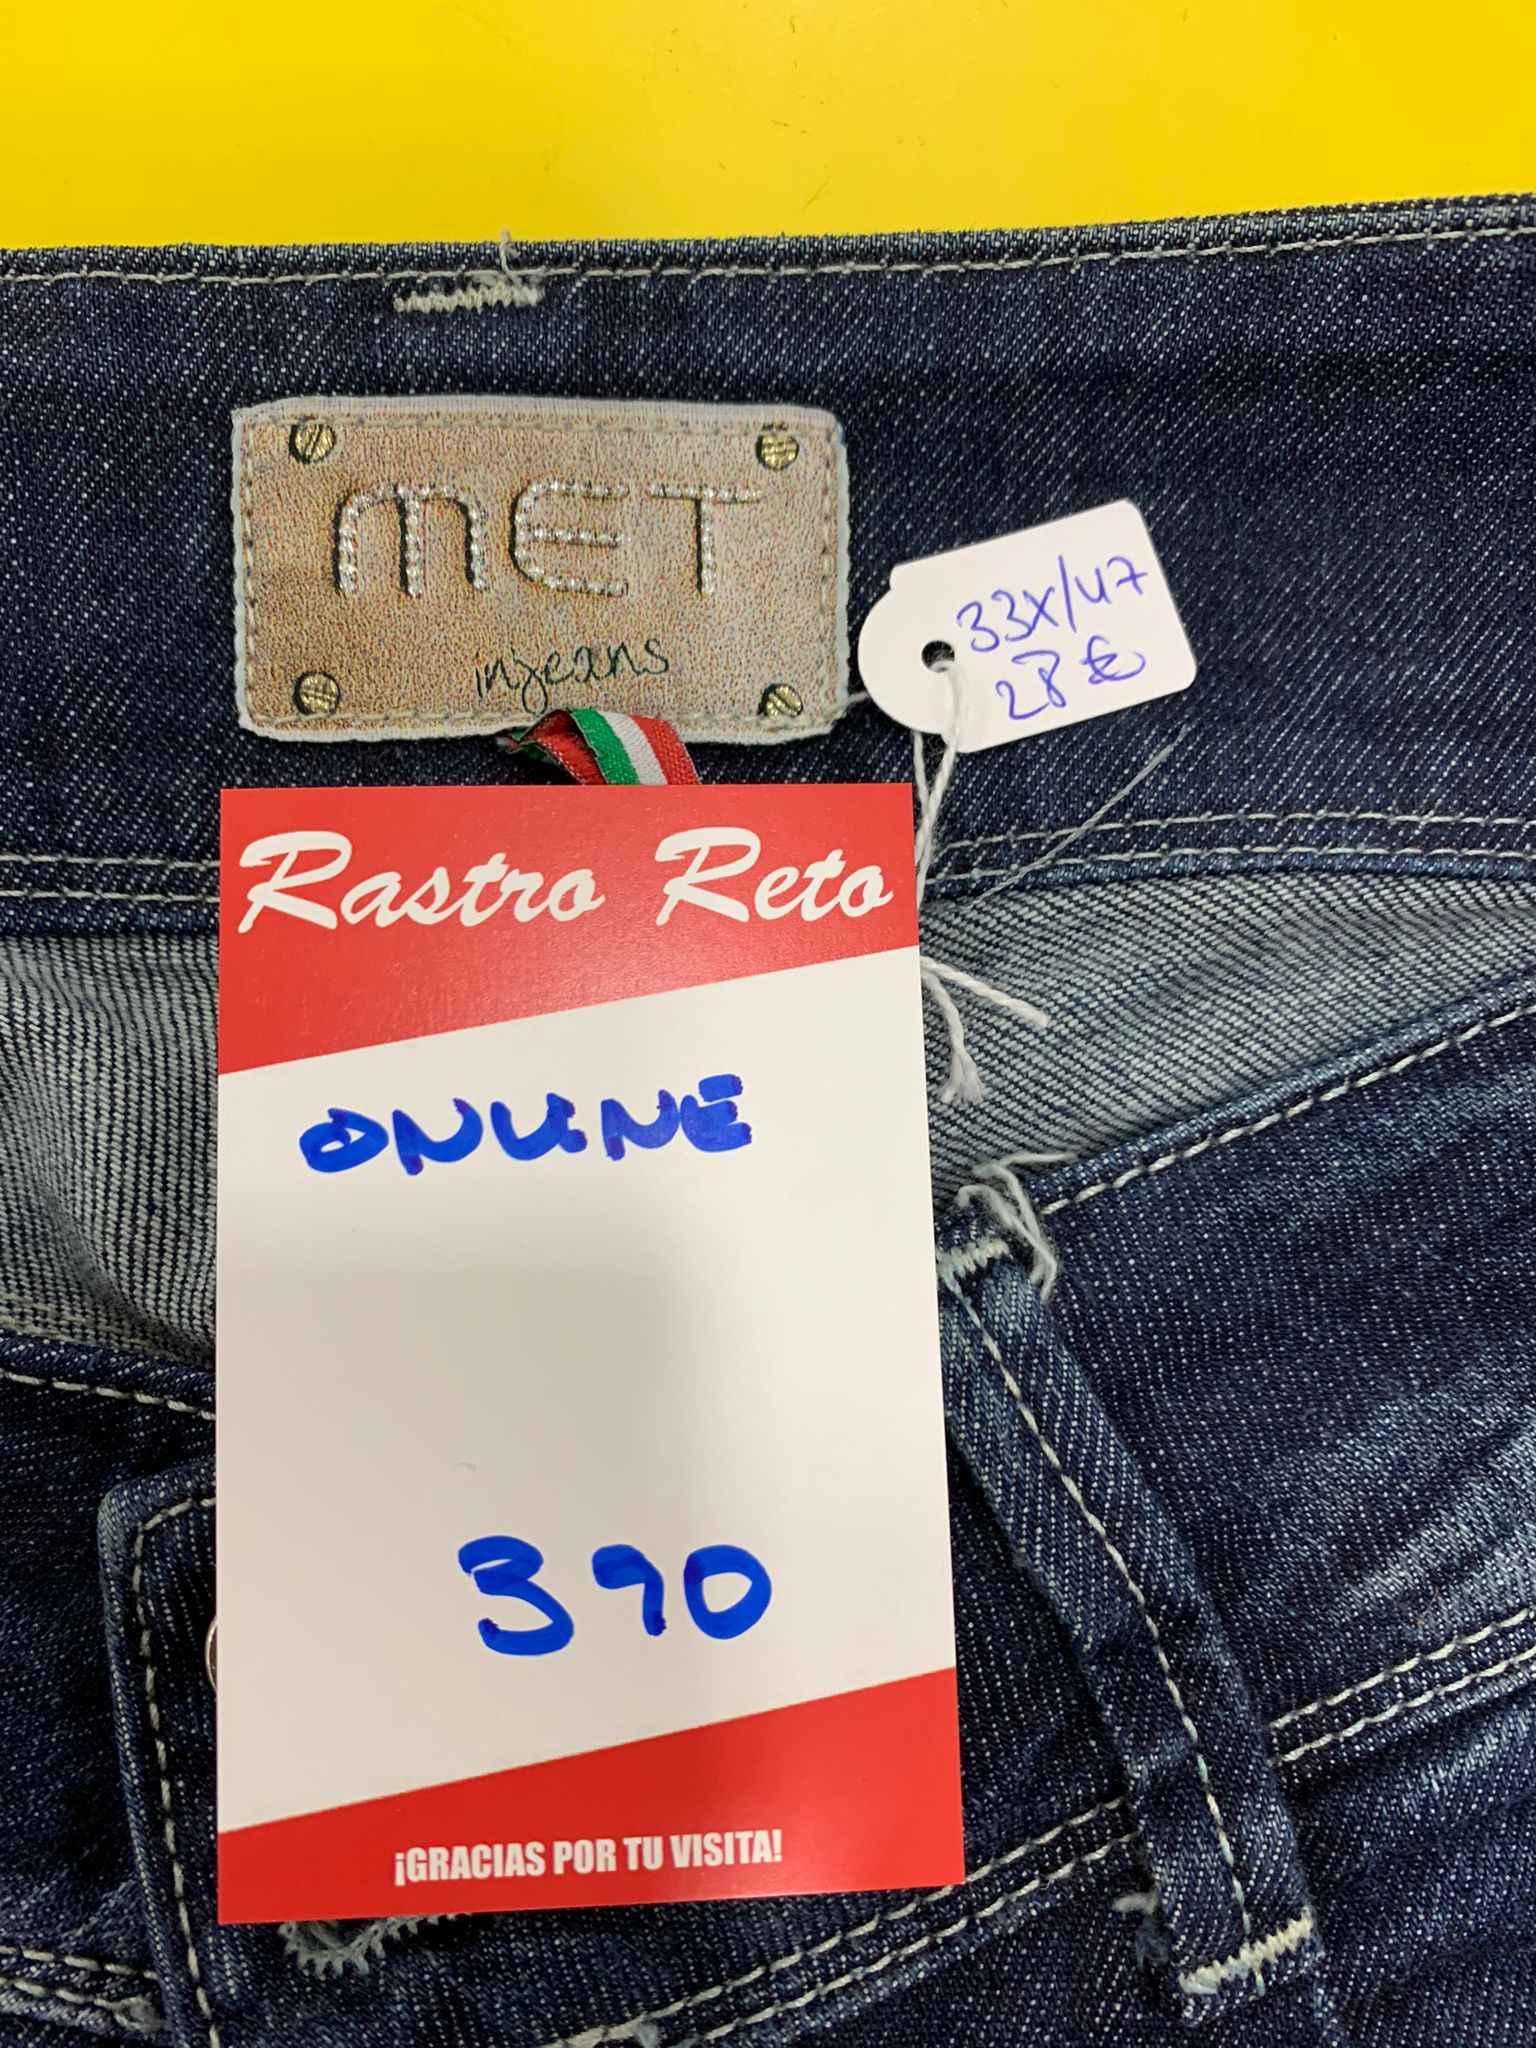 MET
injeans
33X/47
28€
Rastro Reto
ONLINE
390
¡GRACIAS POR TU VISITA!